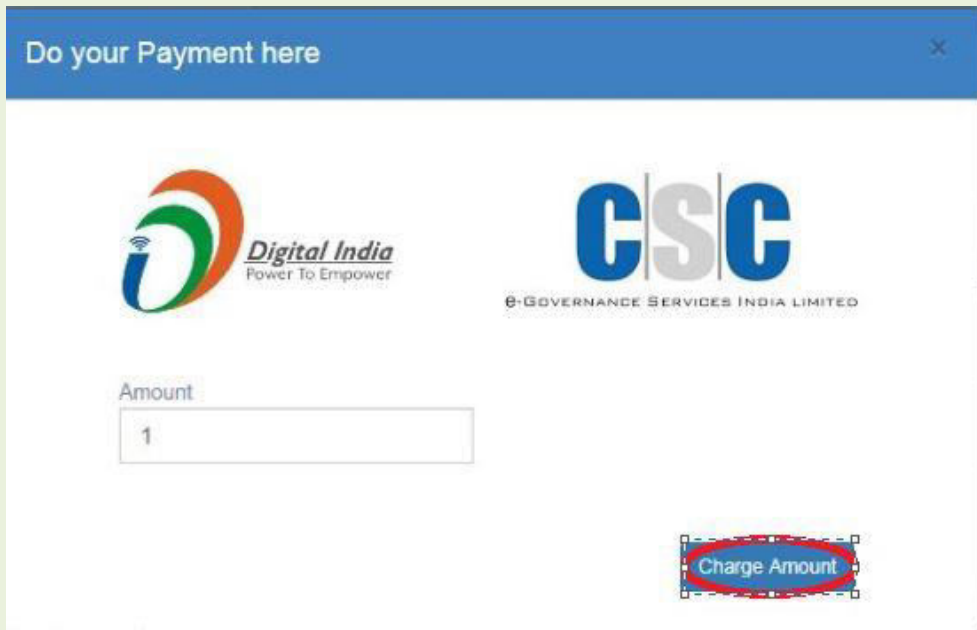 Do your Payment here
×
Digital India
Power To Empower
CSC
e-GOVERNANCE SERVICES INDIA LIMITED
Amount
1
Charge Amount